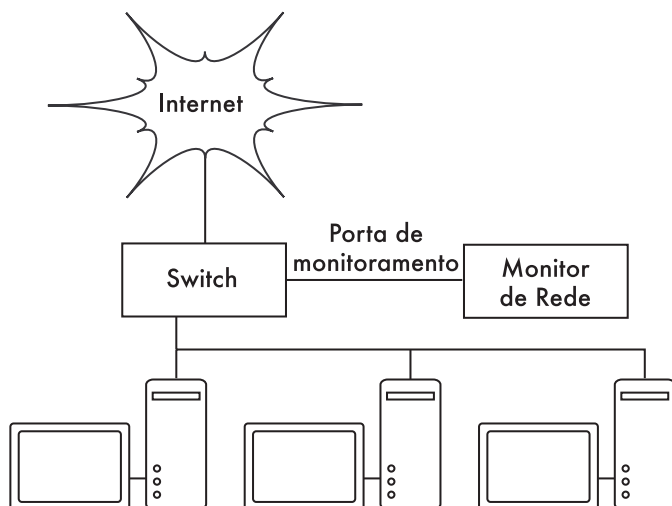 Internet
Porta de
monitoramento
Switch
Monitor
de Rede